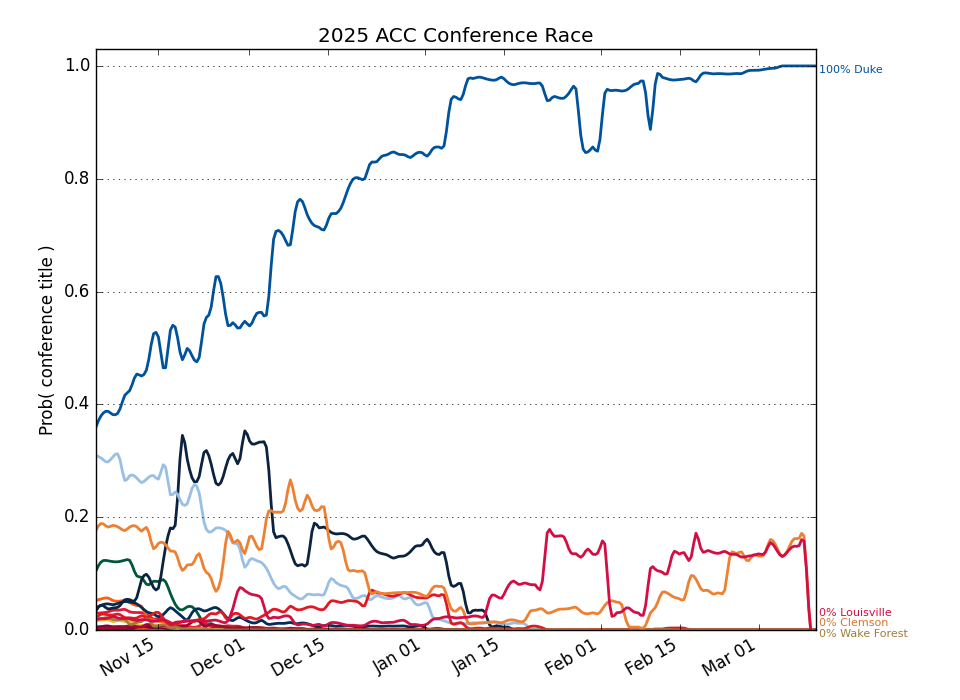 2025 ACC Conference Race
Prob( conference title )
1.0
0.8
0.6
0.4
0.2
0.0
100% Duke
0% Louisville
0% Clemson
0% Wake Forest
Nov 15
Dec 01
Dec 15
Jan 01
Jan 15
Feb 01
Feb 15
Mar 01